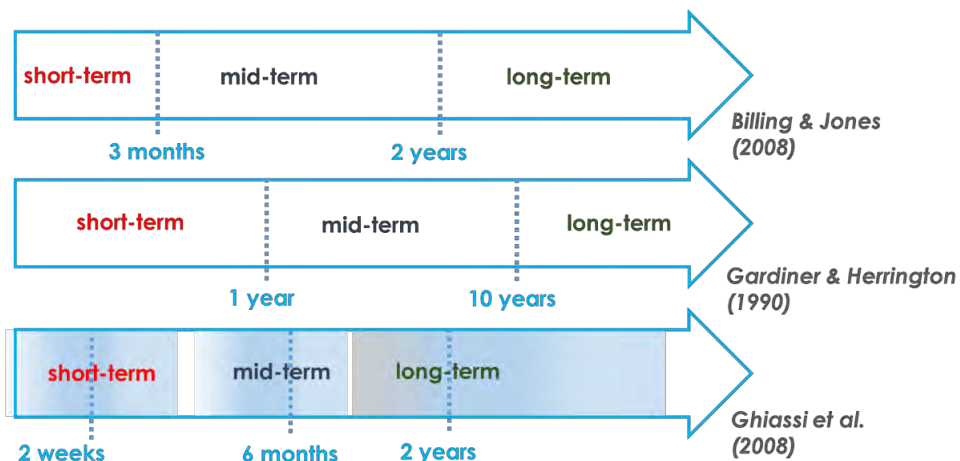 short-term mid-term long-term
Billing & Jones
(2008)
3 months 2 years
short-term mid-term long-term
Gardiner & Herrington
(1990)
1 year 10 years
short-term mid-term long-term
Ghiassi et al.
(2008)
2 weeks 6 months 2 years